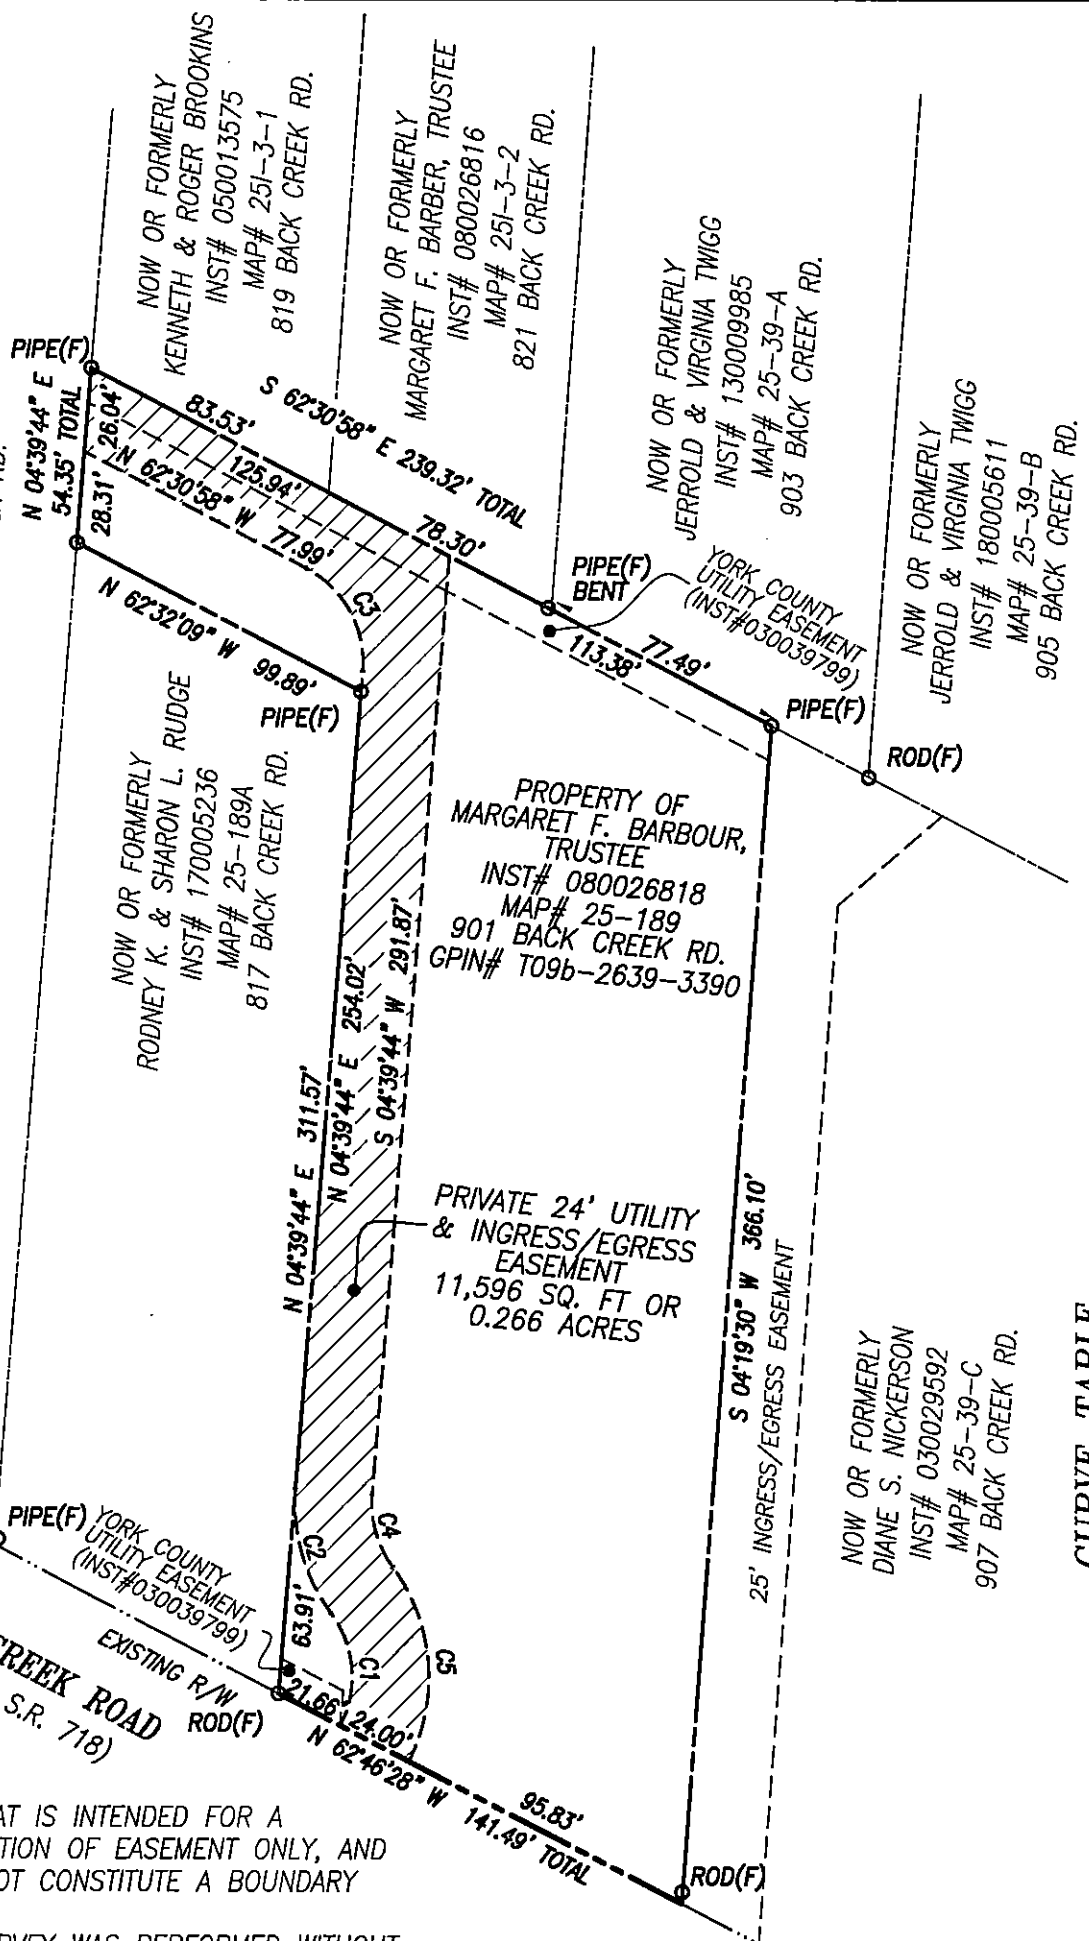 NOW OR FORMERLY
KENNETH & ROGER BROOKINS
INST# 050013575
MAP# 25I-3-1
819 BACK CREEK RD.
NOW OR FORMERLY
MARGARET F. BARBER, TRUSTEE
INST# 080026816
MAP# 25I-3-2
821 BACK CREEK RD.
NOW OR FORMERLY
JERROLD & VIRGINIA TWIGG
INST# 130009985
MAP# 25-39-A
903 BACK CREEK RD.
NOW OR FORMERLY
JERROLD & VIRGINIA TWIGG
INST# 180005611
MAP# 25-39-B
905 BACK CREEK RD.
RD.
PIPE(F)
N 04°39'44" E
54.35' TOTAL
26.04'
28.31'
83.53'
S 62°30'58" E 239.32' TOTAL
125.94'
N 62°30'58" W 77.99'
78.30'
C3
N 62°32'09" W 99.89'
PIPE(F)
PIPE(F)
BENT
YORK COUNTY
UTILITY EASEMENT
(INST#030039799)
77.49'
113.38'
PIPE(F)
ROD(F)
NOW OR FORMERLY
RODNEY K. & SHARON L. RUDGE
INST# 170005236
MAP# 25-189A
817 BACK CREEK RD.
PROPERTY OF
MARGARET F. BARBOUR,
TRUSTEE
INST# 080026818
MAP# 25-189
901 BACK CREEK RD.
GPIN# T09b-2639-3390
N 04°39'44" E 311.57'
N 04°39'44" E 254.02'
S 04°39'44" W 291.87'
PRIVATE 24' UTILITY
& INGRESS/EGRESS
EASEMENT
11,596 SQ. FT OR
0.266 ACRES
S 04°19'30" W 366.10'
25' INGRESS/EGRESS EASEMENT
NOW OR FORMERLY
DIANE S. NICKERSON
INST# 030029592
MAP# 25-39-C
907 BACK CREEK RD.
CURVE TABLE
PIPE(F)
YORK COUNTY
UTILITY EASEMENT
(INST#030039799)
C2
C4
63.91'
C1
C5
EXISTING R/W
CREEK ROAD
S.R. 718)
ROD(F)
21.66'
24.00'
N 62°46'28" W 141.49' TOTAL
95.83'
ROD(F)
AT IS INTENDED FOR A
TION OF EASEMENT ONLY, AND
OT CONSTITUTE A BOUNDARY
RVEY WAS PERFORMED WITHOUT